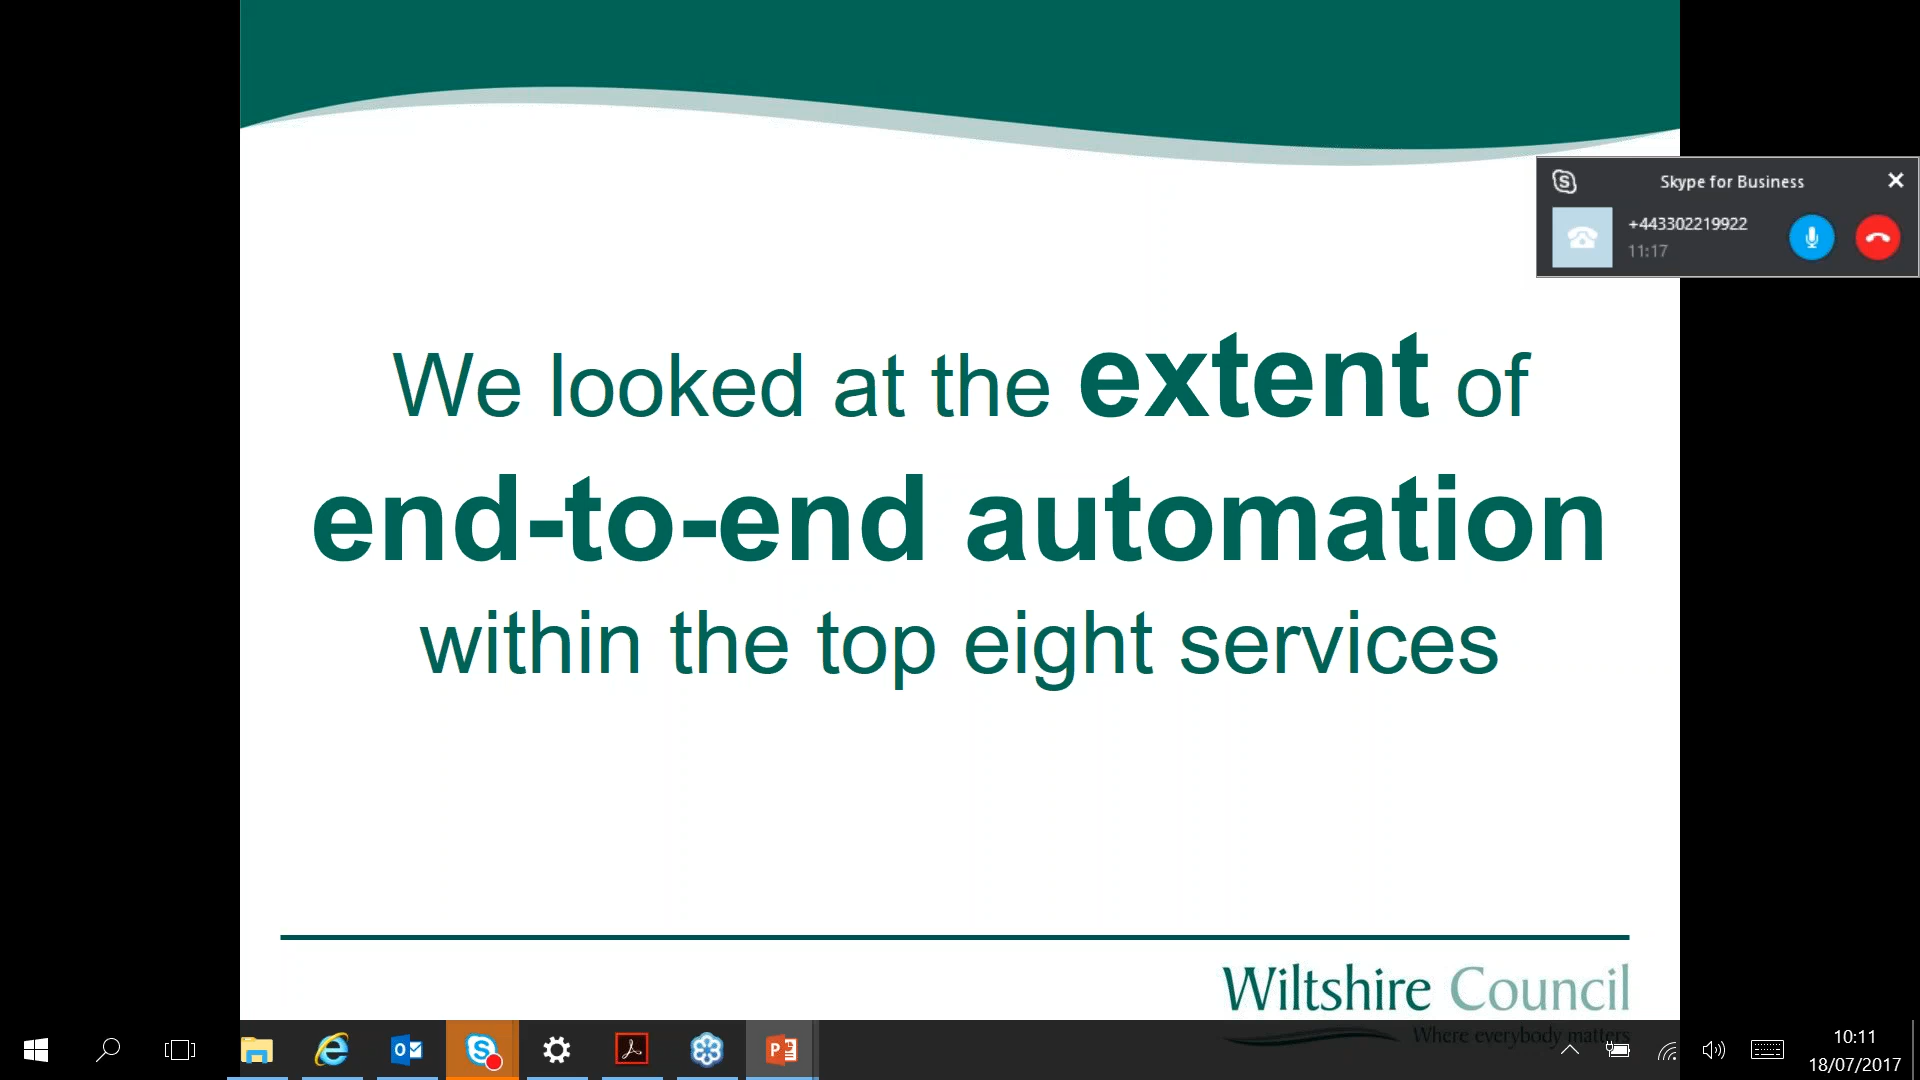 Skype for Business
+443302219922
11:17
We looked at the extent of
end-to-end automation
within the top eight services
Wiltshire Council
Where everybody matters
10:11
18/07/2017